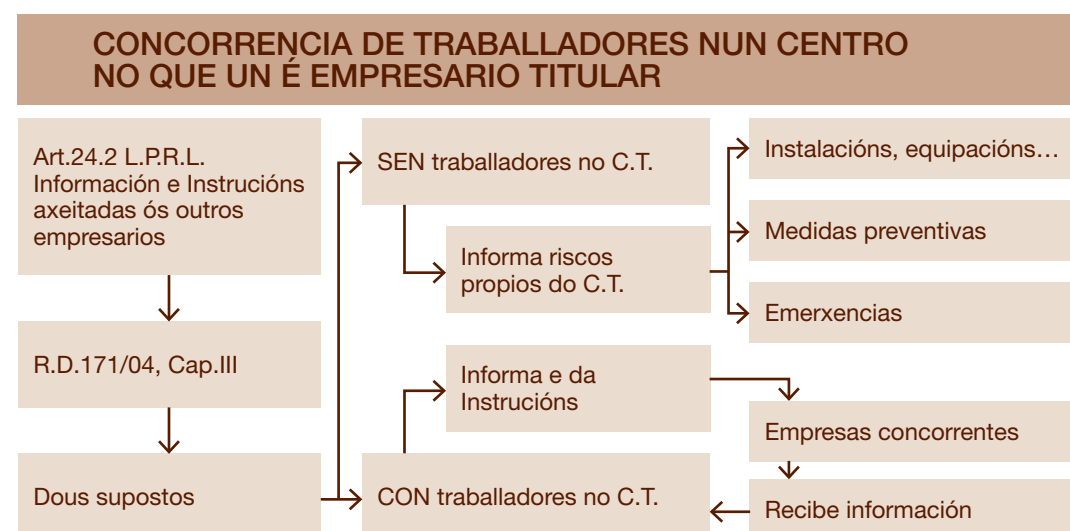 CONCORRENCIA DE TRABALLADORES NUN CENTRO
NO QUE UN É EMPRESARIO TITULAR
Art.24.2 L.P.R.L.
Información e Instrucións
axeitadas ós outros
empresarios
R.D.171/04, Cap.III
Dous supostos
SEN traballadores no C.T.
Informa riscos
propios do C.T.
Instalacións, equipacións...
Medidas preventivas
Emerxencias
CON traballadores no C.T.
Informa e da
Instrucións
Empresas concorrentes
Recibe información